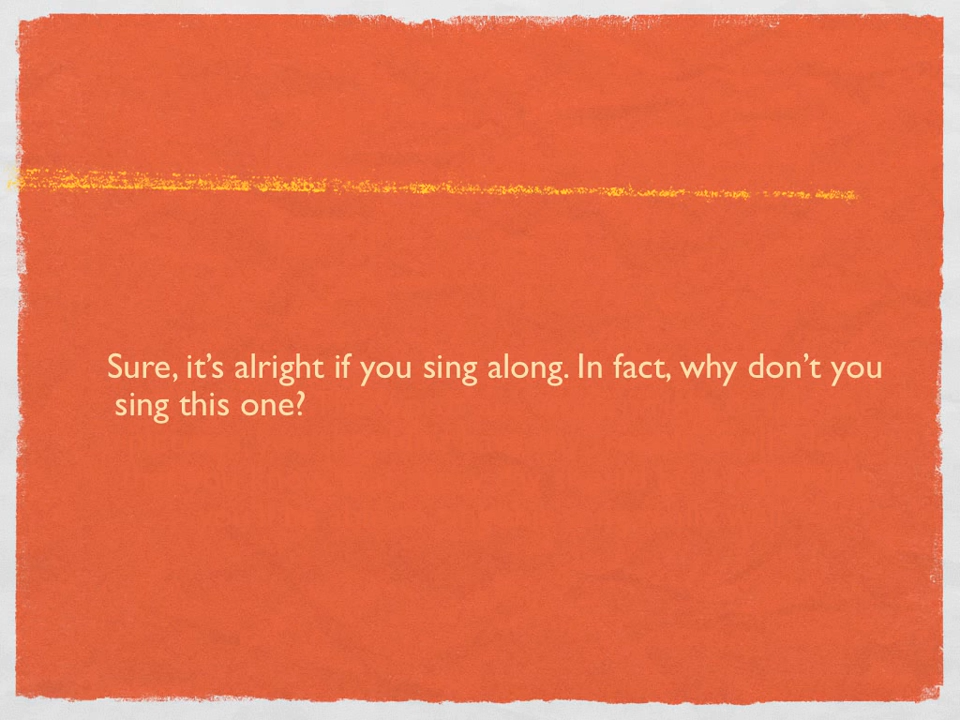 Sure, it’s alright if you sing along. In fact, why don’t you
sing this one?